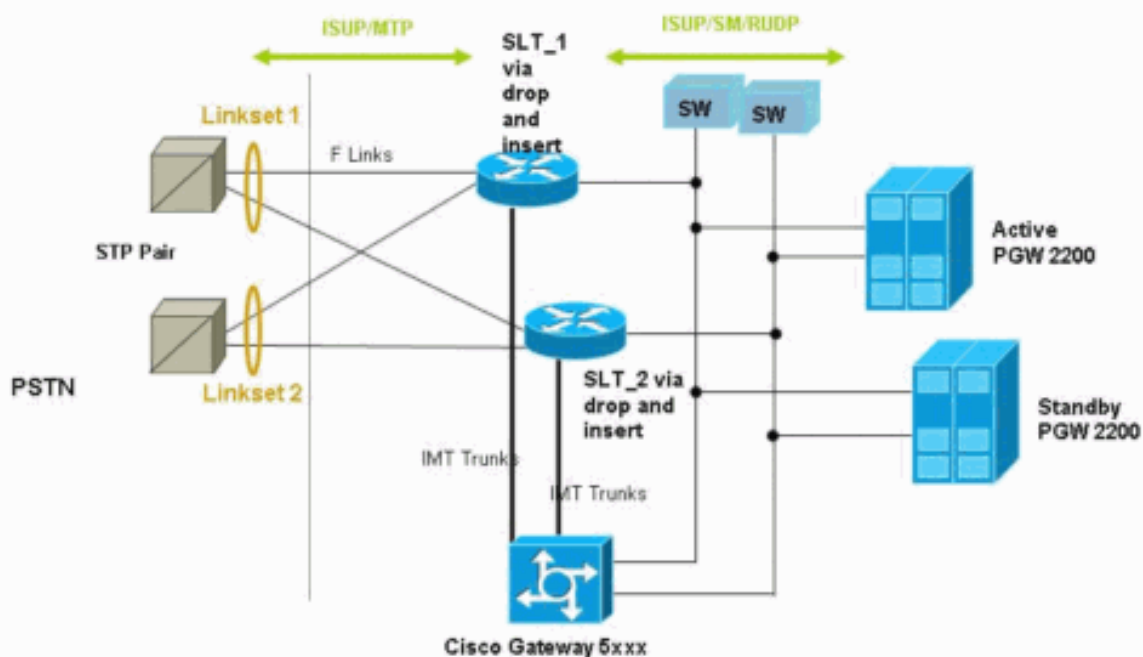 ISUP/MTP
ISUP/SM/RUDP
SLT_1
via
drop
and
insert
SW
SW
Linkset 1
F Links
STP Pair
Active
PGW 2200
Linkset 2
PSTN
SLT_2 via
drop and
insert
Standby
PGW 2200
IMT Trunks
IMT Trunks
Cisco Gateway 5xxx